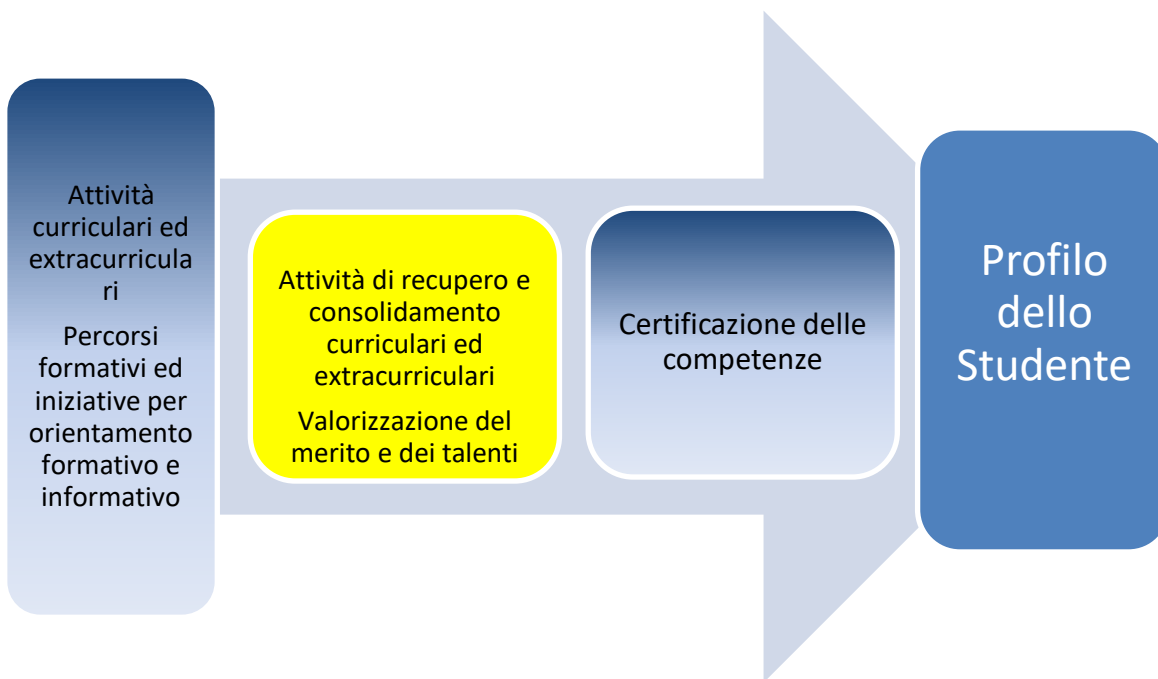 Attività
curriculari ed
extracurricula
ri
Percorsi
formativi ed
iniziative per
orientamento
formativo e
informativo
Attività di recupero e
consolidamento
curriculari ed
extracurriculari
Valorizzazione del
merito e dei talenti
Certificazione delle
competenze
Profilo
dello
Studente